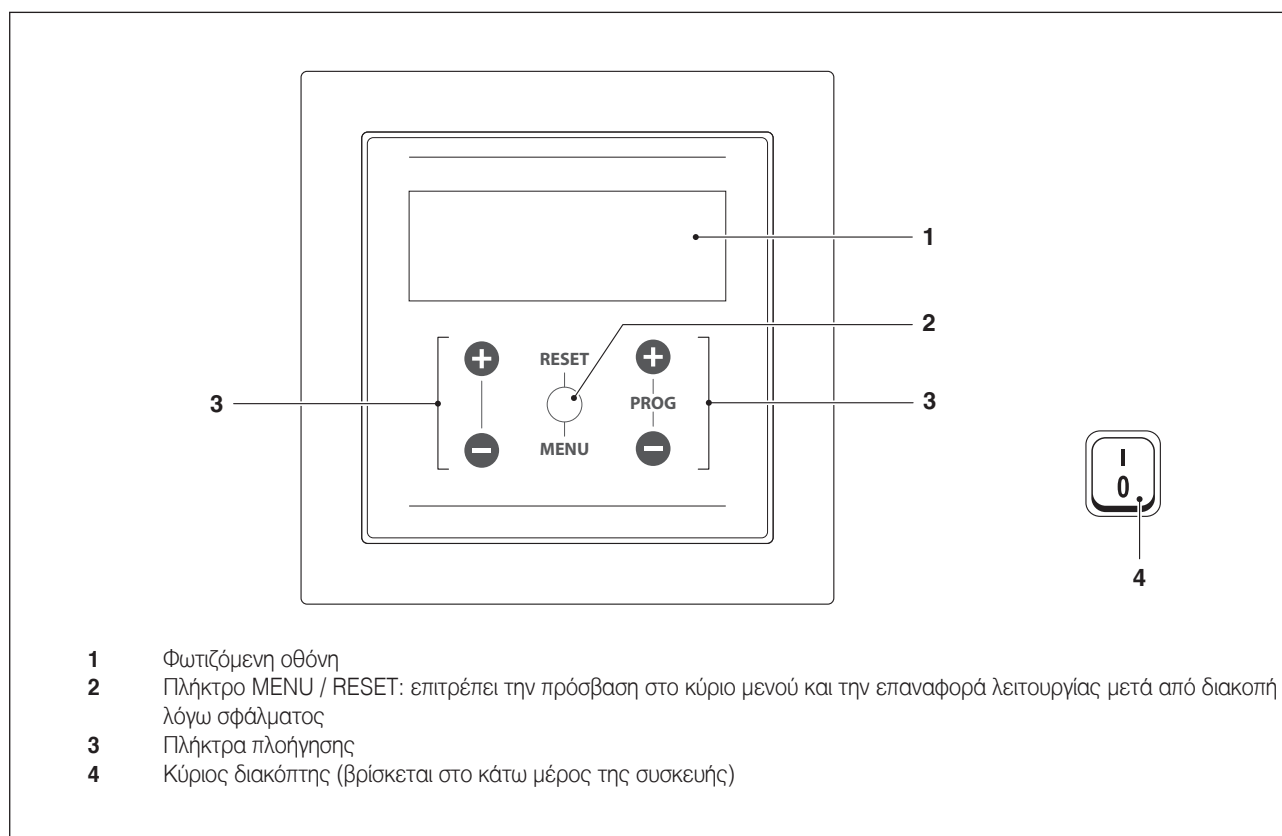 1
2
RESET
3
PROG
3
MENU
I
0
4
1 Φωτιζόμενη οθόνη
2 Πλήκτρο MENU / RESET: επιτρέπει την πρόσβαση στο κύριο μενού και την επαναφορά λειτουργίας μετά από διακοπή
λόγω σφάλματος
3 Πλήκτρα πλοήγησης
4 Κύριος διακόπτης (βρίσκεται στο κάτω μέρος της συσκευής)